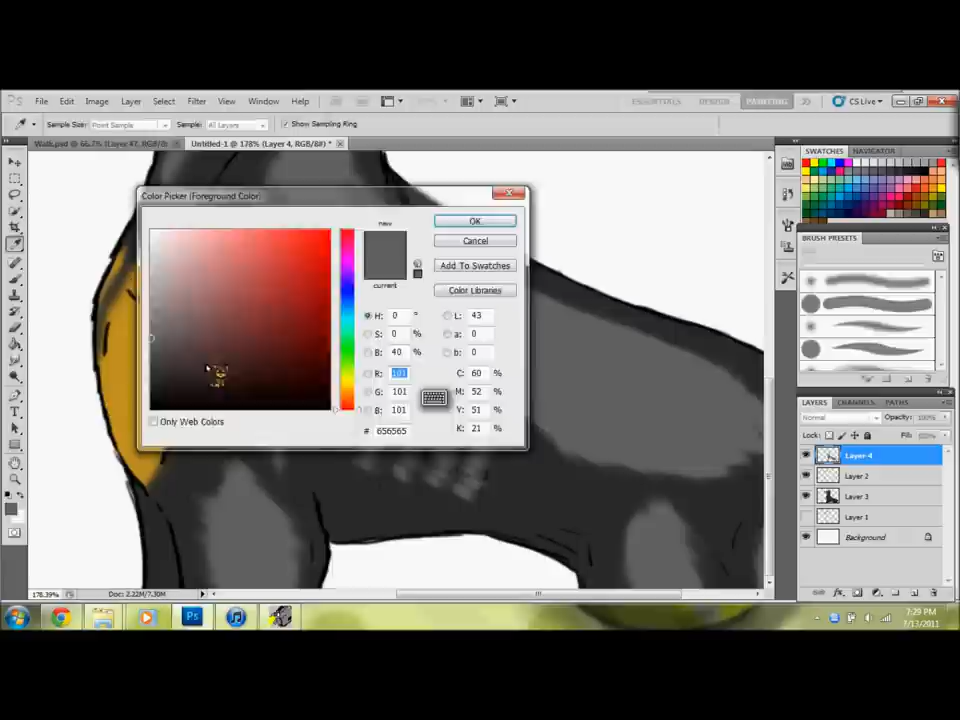 Ps File Edit Image Layer Select Filter View Window Help
ESSENTIALS DESIGN PAINTING CS Live
Sample Size: Point Sample Sample: All Layers Show Sampling Ring
Walk.psd @ 66.7% (Layer 47, RGB/8) Untitled-1 @ 178% (Layer 4, RGB/8) *
SWATCHES NAVIGATOR
Color Picker (Foreground Color)
new
current
OK
Cancel
Add To Swatches
Color Libraries
H: 0 °
S: 0 %
B: 40 %
R: 101
G: 101
B: 101
# 656565
L: 43
a: 0
b: 0
C: 60 %
M: 52 %
Y: 51 %
K: 21 %
Only Web Colors
BRUSH PRESETS
LAYERS CHANNELS PATHS
Normal Opacity: 100%
Lock: Fill: 100%
Layer 4
Layer 2
Layer 3
Layer 1
Background
178.39% Doc: 2.22M/7.30M
Ps
7:29 PM
7/13/2011